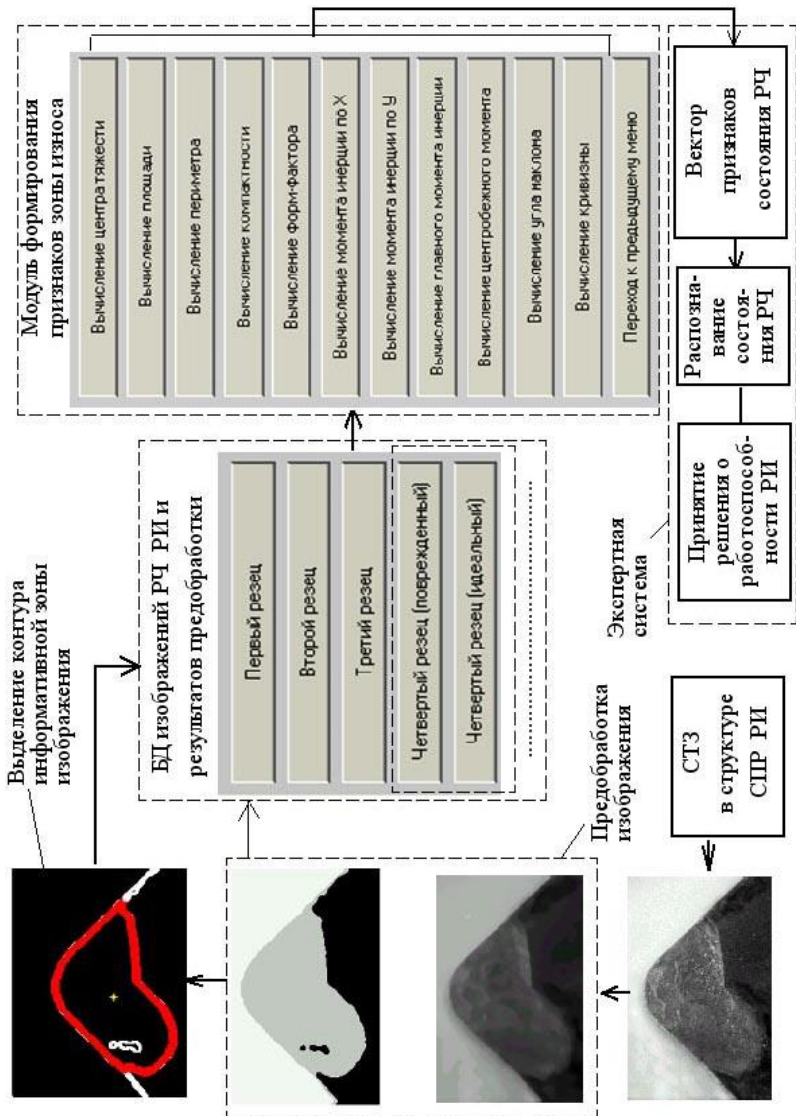 Выделение контура
информативной зоны
изображения
БД изображений РЧ РИ и
результатов предобработки
Первый резец
Второй резец
Третий резец
Четвертый резец (поврежденный)
Четвертый резец (идеальный)
Модуль формирования
признаков зоны износа
Вычисление центра тяжести
Вычисление площади
Вычисление периметра
Вычисление компактности
Вычисление Форм-Фактора
Вычисление момента инерции по X
Вычисление момента инерции по Y
Вычисление главного момента инерции
Вычисление центробежного момента
Вычисление угла наклона
Вычисление кривизны
Переход к предыдущему меню
Предобработка
изображения
СТЗ
в структуре
СПР РИ
Экспертная
система
Принятие
решения о
работоспособ-
ности РИ
Распозна-
вание
состоя-
ния РЧ
Вектор
признаков
состояния РЧ